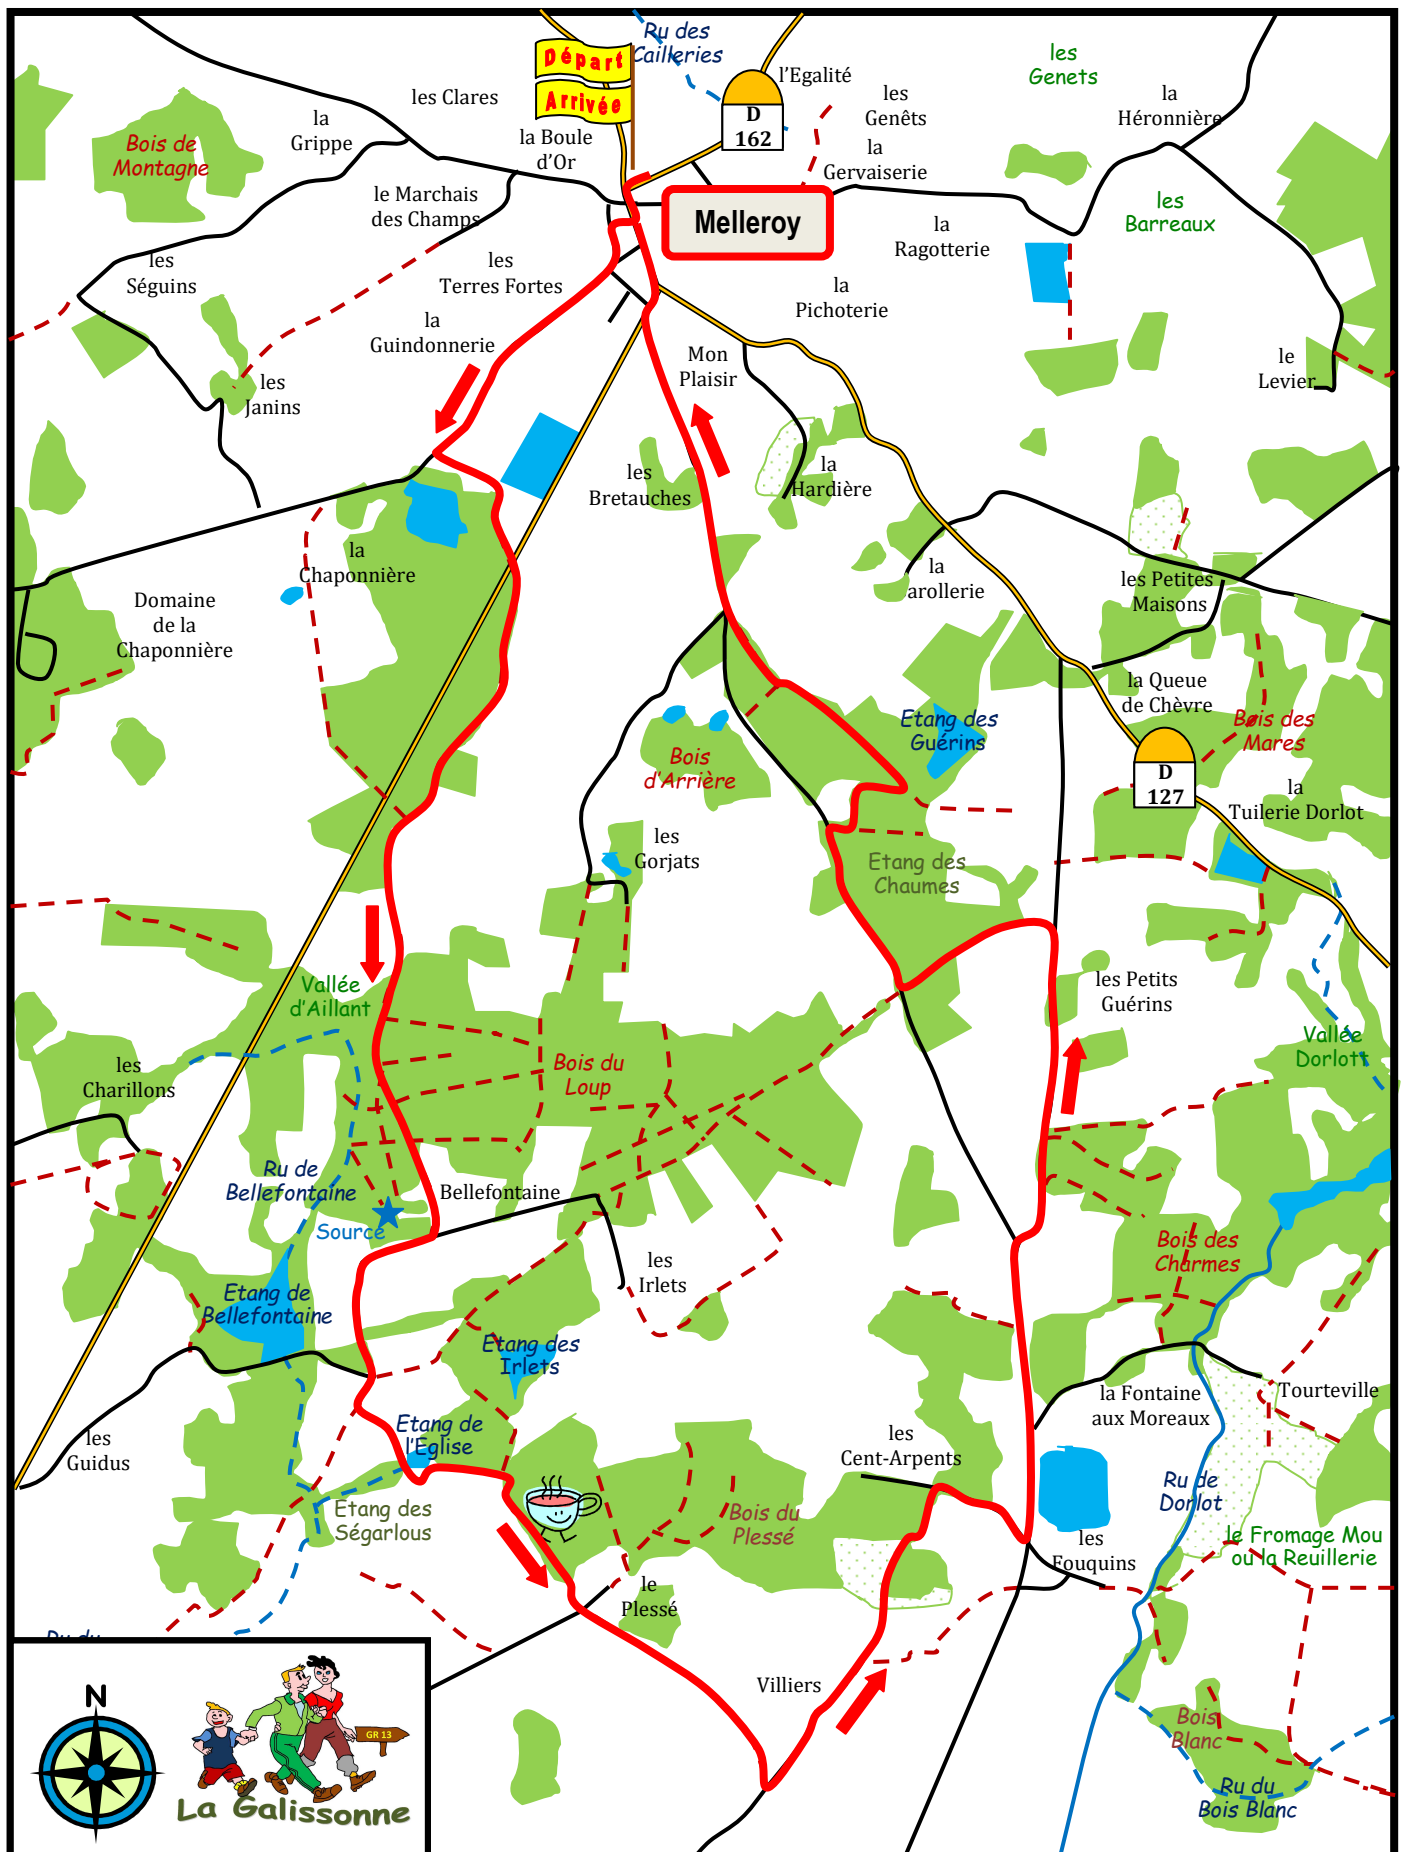 Ru des
Cailleries
Départ
Arrivée
les
Genets
l'Egalité
les Clares
la
Grippe
la Boule
d'Or
D
162
les
Genêts
la
Héronnière
Bois de
Montagne
la
Gervaiserie
le Marchais
des Champs
Melleroy
les
Barreaux
la
Ragotterie
les
Séguins
les
Terres Fortes
la
Pichoterie
la
Guindonnerie
Mon
Plaisir
le
Levier
les
Janins
les
Bretauches
la
Hardière
la
Chaponnière
la
arollerie
les Petites
Maisons
Domaine
de la
Chaponnière
la Queue
de Chèvre
Etang des
Guérins
Bois des
Mares
Bois
d'Arrière
D
127
la
Tuilerie Dorlot
les
Gorjats
Etang des
Chaumes
Vallée
d'Aillant
les Petits
Guérins
Vallée
Dorlott
les
Charillons
Bois du
Loup
Ru de
Bellefontaine
Bellefontaine
Source
Bois des
Charmes
les
Irlets
Etang de
Bellefontaine
Etang des
Irlets
la Fontaine
aux Moreaux
Tourteville
les
Guidus
Etang de
l'Eglise
les
Cent-Arpents
Ru de
Dorlot
Etang des
Ségarlous
Bois du
Plessé
le Fromage Mou
ou la Reuillerie
les
Fouquins
le
Plessé
Ru du
Villiers
N
GR 13
La Galissonne
Bois
Blanc
Ru du
Bois Blanc